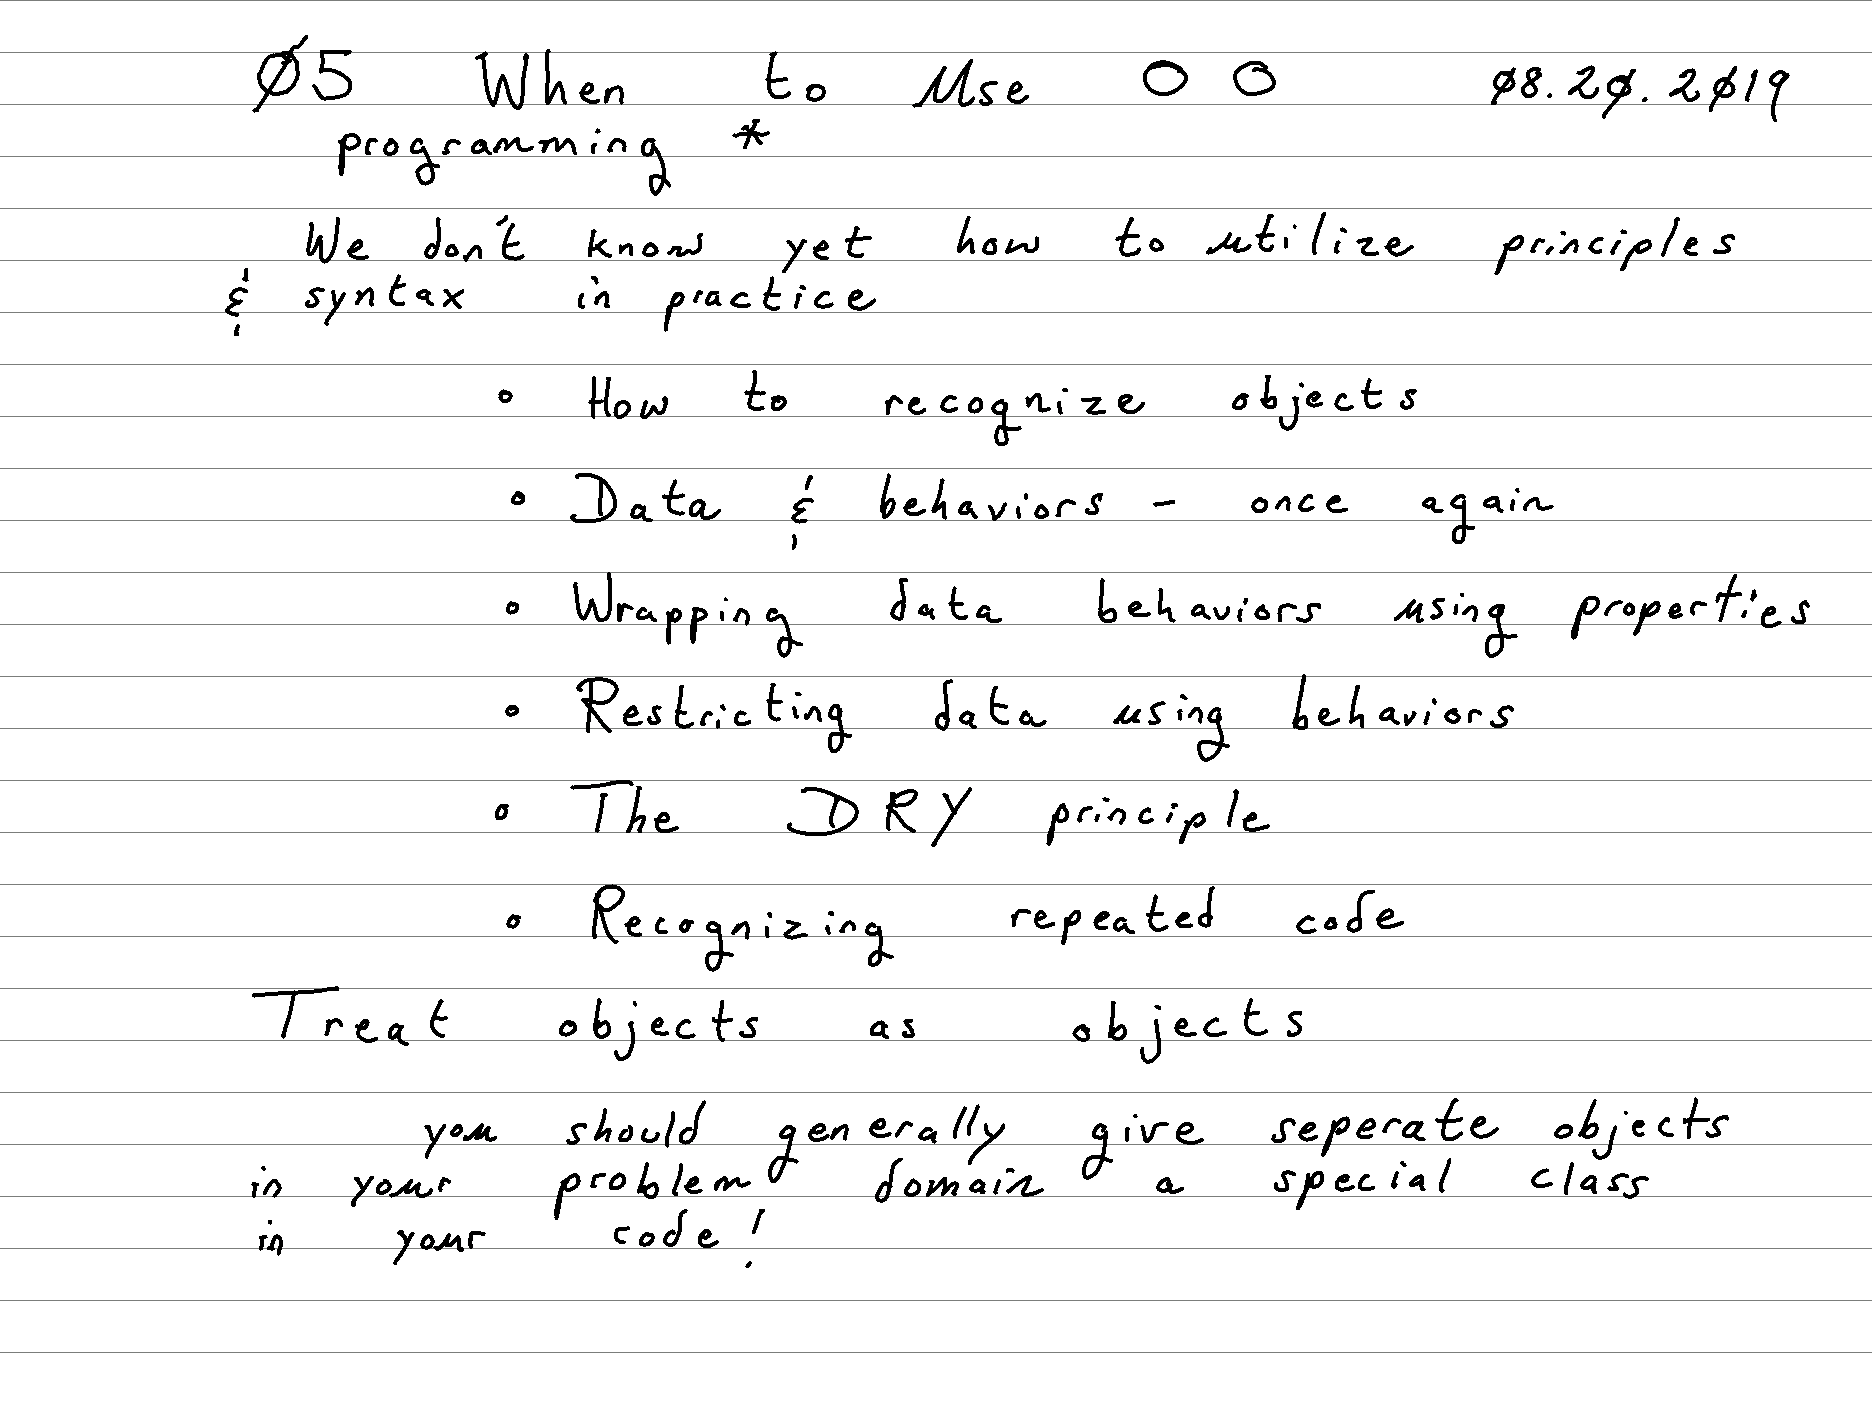 Ø5 When to Use OO Ø8.2Ø.2Ø19
programming *
We don't know yet how to utilize principles
& syntax in practice
• How to recognize objects
• Data & behaviors - once again
• Wrapping data behaviors using properties
• Restricting data using behaviors
• The DRY principle
• Recognizing repeated code
Treat objects as objects
you should generally give seperate objects
in your problem domain a special class
in your code!